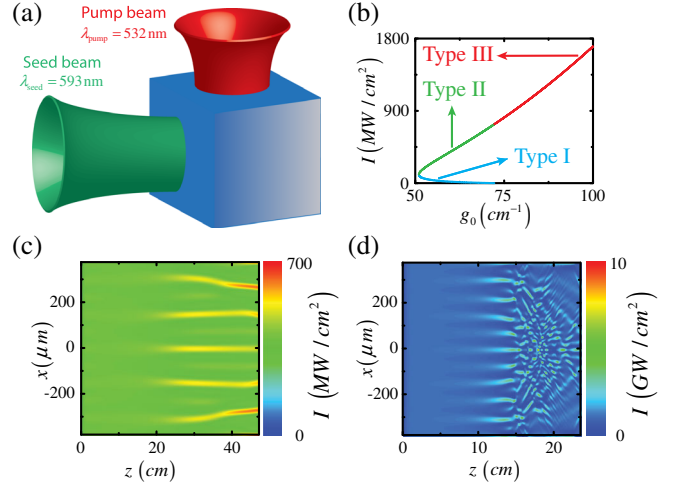 (a)
Pump beam
λpump = 532 nm
Seed beam
λseed = 593 nm
(b)
1800
900
0
I (MW / cm²)
Type III
Type II
Type I
50
75
100
g₀ (cm⁻¹)
(c)
200
0
-200
x (μm)
0
20
40
z (cm)
700
0
I (MW / cm²)
(d)
200
0
-200
x (μm)
0
10
20
z (cm)
10
0
I (GW / cm²)